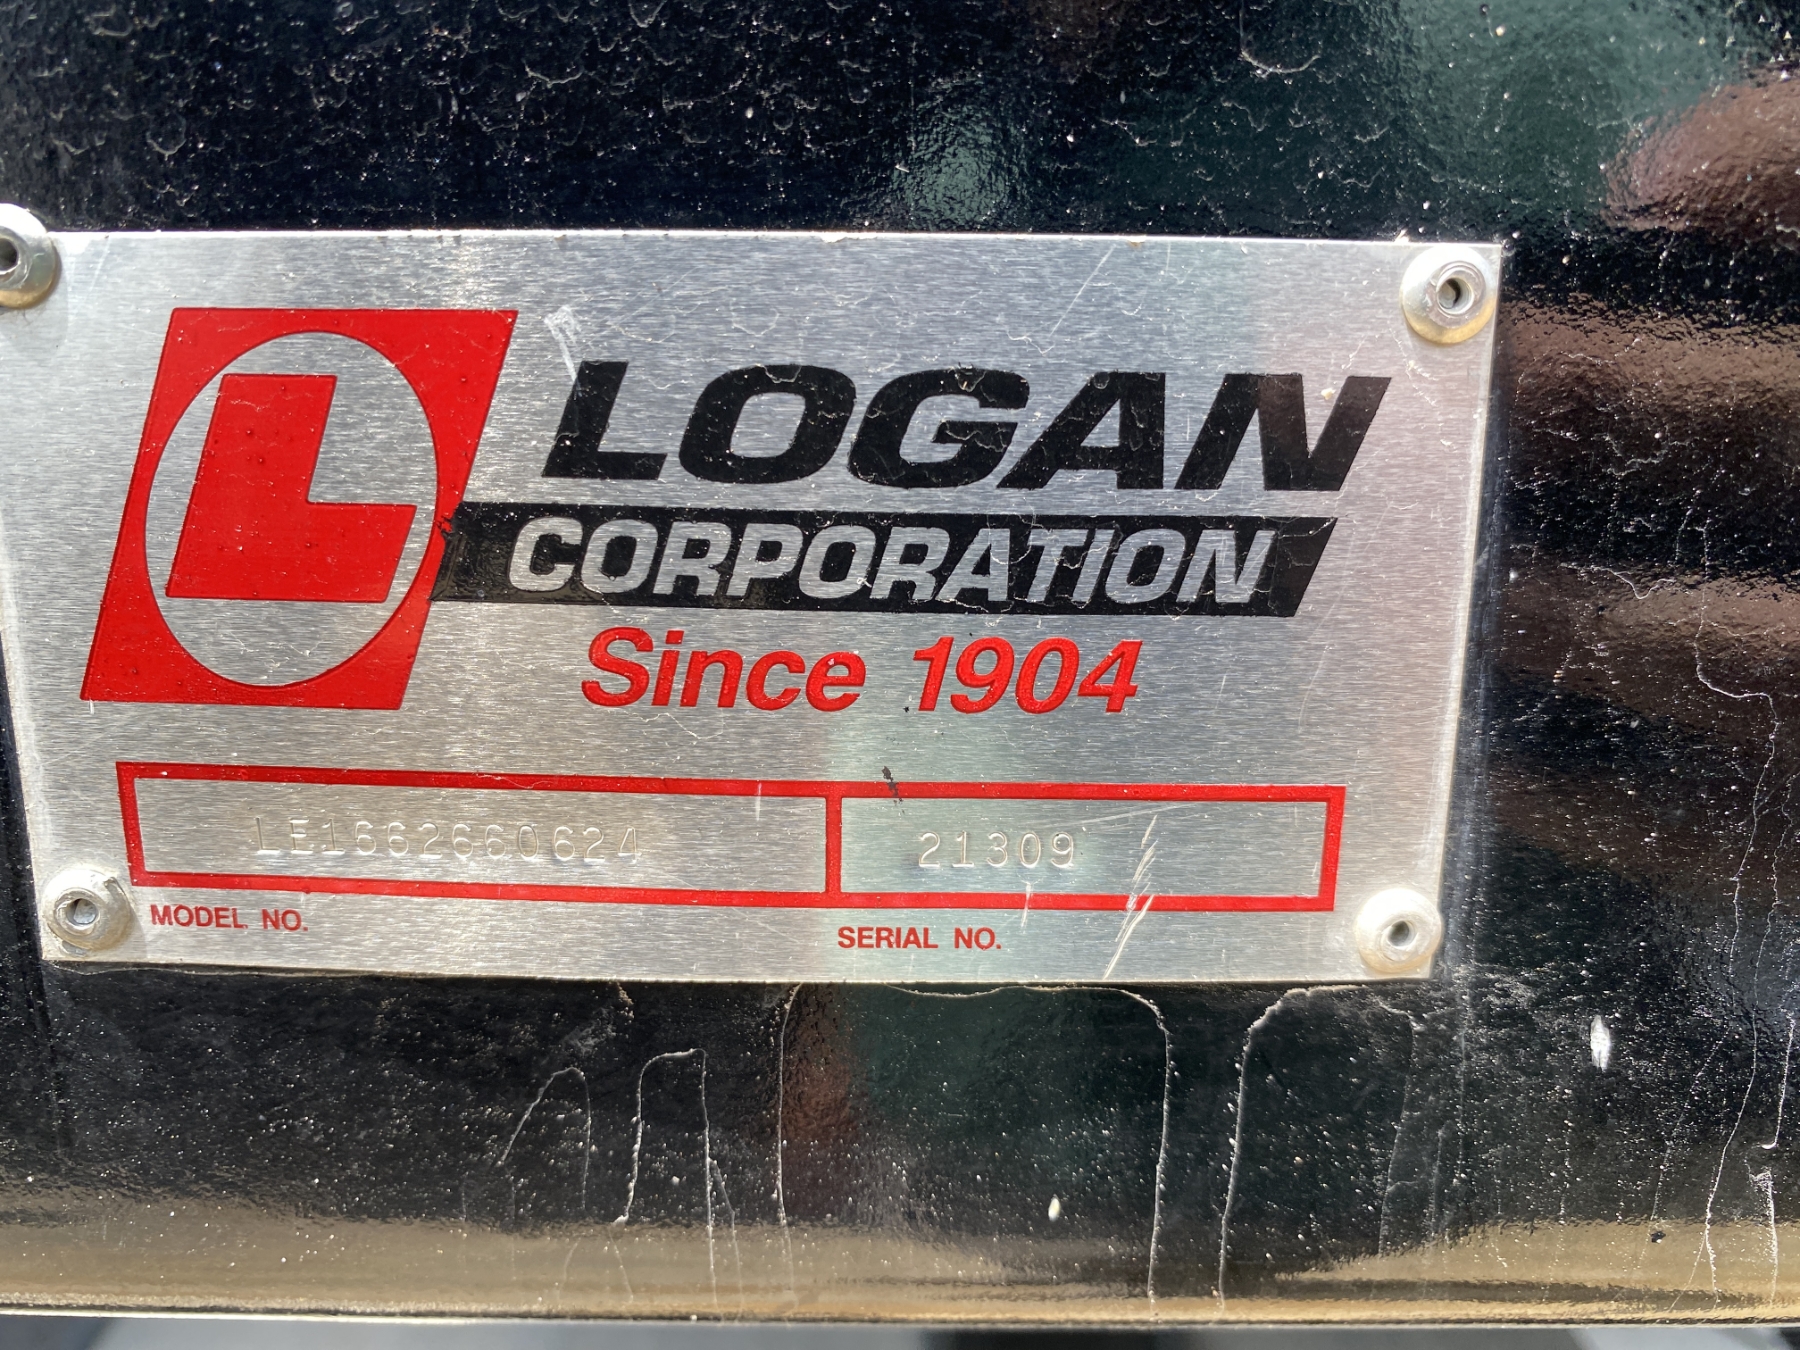 L
LOGAN
CORPORATION
Since 1904
LE1662660624 21309
MODEL NO. SERIAL NO.